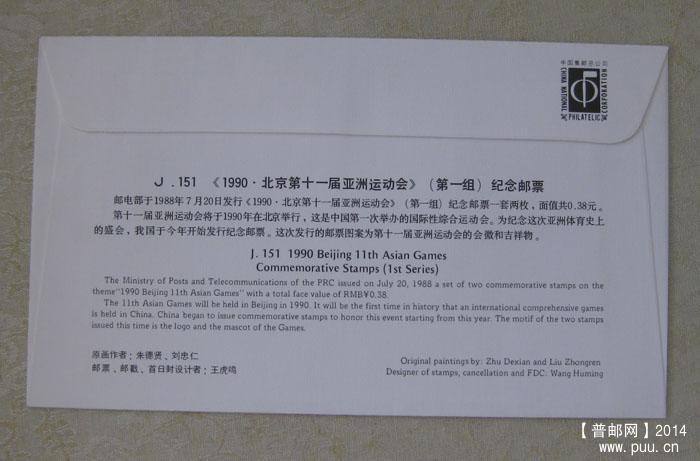 中国集邮总公司
CHINA NATIONAL
PHILATELIC
CORPORATION
J.151 《1990·北京第十一届亚洲运动会》(第一组)纪念邮票
邮电部于1988年7月20日发行《1990·北京第十一届亚洲运动会》(第一组)纪念邮票一套两枚,面值共0.38元。
第十一届亚洲运动会将于1990年在北京举行,这是中国第一次举办的国际性综合运动会。为纪念这次亚洲体育史上
的盛会,我国于今年开始发行纪念邮票。这次发行的邮票图案为第十一届亚洲运动会的会徽和吉祥物。
J. 151 1990 Beijing 11th Asian Games
Commemorative Stamps (1st Series)
The Ministry of Posts and Telecommunications of the PRC issued on July 20, 1988 a set of two commemorative stamps on the
theme"1990 Beijing 11th Asian Games" with a total face value of RMB¥0.38.
The 11th Asian Games will be held in Beijing in 1990. It will be the first time in history that an international comprehensive games
is held in China. China began to issue commemorative stamps to honor this event starting from this year. The motif of the two stamps
issued this time is the logo and the mascot of the Games.
原画作者:朱德贤、刘忠仁
邮票、邮戳、首日封设计者:王虎鸣
Original paintings by: Zhu Dexian and Liu Zhongren
Designer of stamps, cancellation and FDC: Wang Huming
【普邮网】2014
www.puu.cn